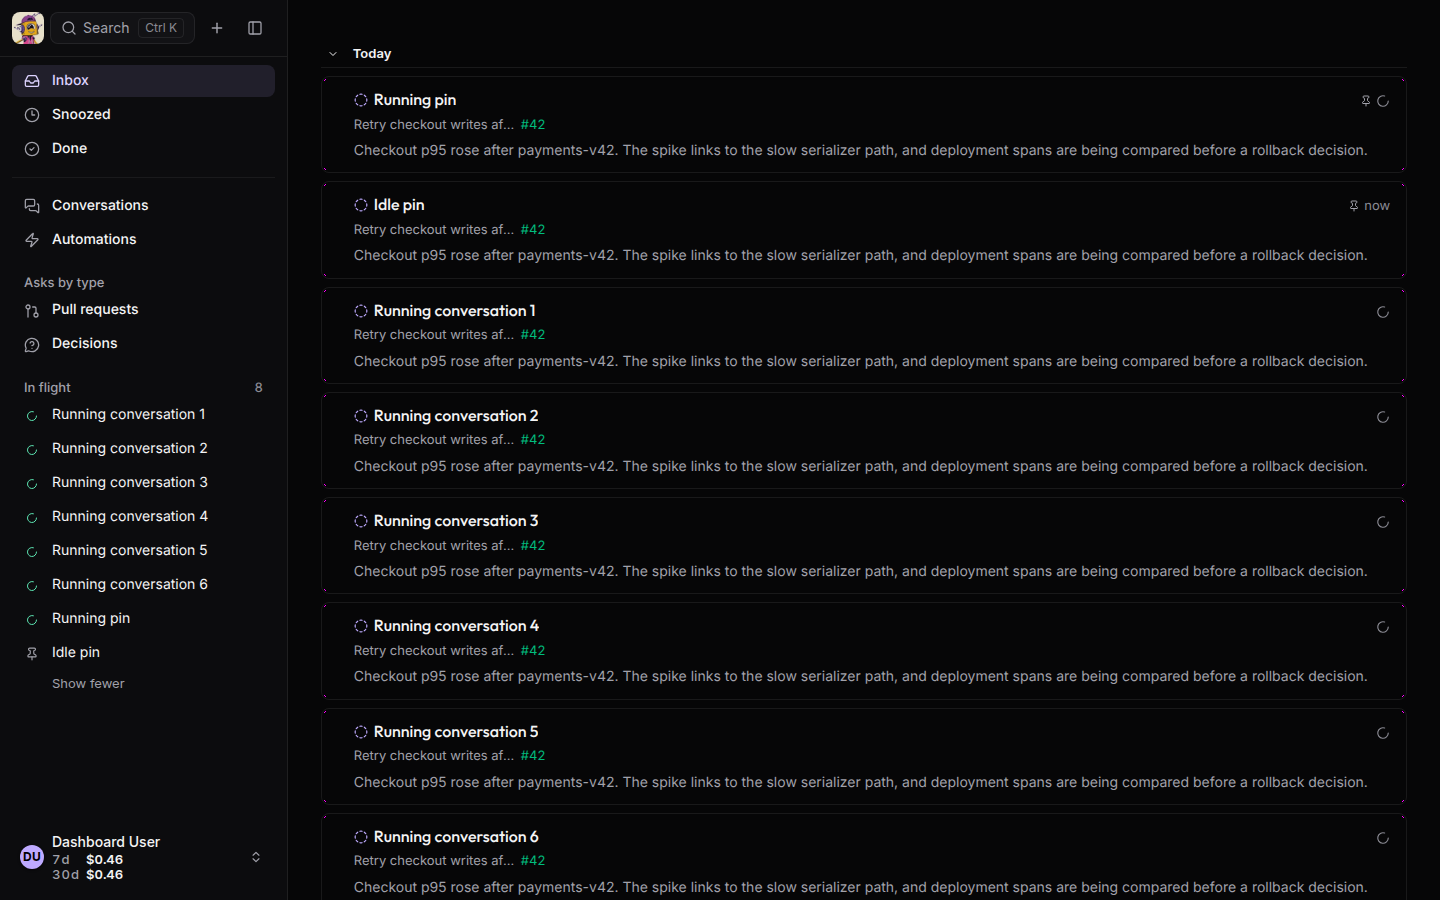 Search Ctrl K
Inbox
Snoozed
Done
Conversations
Automations
Asks by type
Pull requests
Decisions
In flight 8
Running conversation 1
Running conversation 2
Running conversation 3
Running conversation 4
Running conversation 5
Running conversation 6
Running pin
Idle pin
Show fewer
DU Dashboard User
7d $0.46
30d $0.46
Today
Running pin
Retry checkout writes af... #42
Checkout p95 rose after payments-v42. The spike links to the slow serializer path, and deployment spans are being compared before a rollback decision.
Idle pin now
Retry checkout writes af... #42
Checkout p95 rose after payments-v42. The spike links to the slow serializer path, and deployment spans are being compared before a rollback decision.
Running conversation 1
Retry checkout writes af... #42
Checkout p95 rose after payments-v42. The spike links to the slow serializer path, and deployment spans are being compared before a rollback decision.
Running conversation 2
Retry checkout writes af... #42
Checkout p95 rose after payments-v42. The spike links to the slow serializer path, and deployment spans are being compared before a rollback decision.
Running conversation 3
Retry checkout writes af... #42
Checkout p95 rose after payments-v42. The spike links to the slow serializer path, and deployment spans are being compared before a rollback decision.
Running conversation 4
Retry checkout writes af... #42
Checkout p95 rose after payments-v42. The spike links to the slow serializer path, and deployment spans are being compared before a rollback decision.
Running conversation 5
Retry checkout writes af... #42
Checkout p95 rose after payments-v42. The spike links to the slow serializer path, and deployment spans are being compared before a rollback decision.
Running conversation 6
Retry checkout writes af... #42
Checkout p95 rose after payments-v42. The spike links to the slow serializer path, and deployment spans are being compared before a rollback decision.